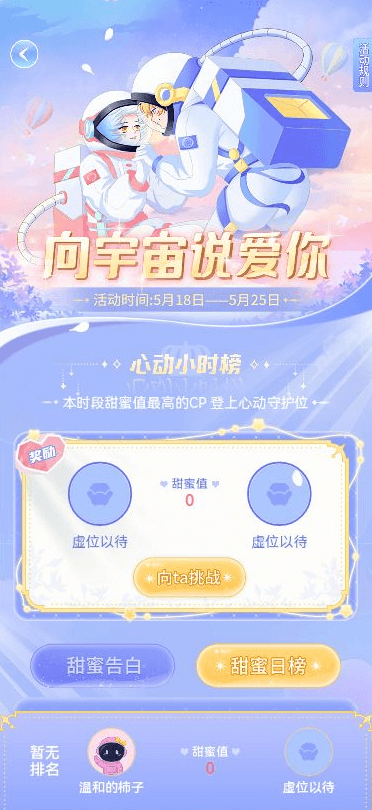 活动规则
向宇宙说爱你
活动时间:5月18日——5月25日
心动小时榜
本时段甜蜜值最高的CP 登上心动守护位
奖励
甜蜜值
0
虚位以待
虚位以待
向ta挑战
甜蜜告白
甜蜜日榜
暂无
排名
甜蜜值
0
温和的柿子
虚位以待